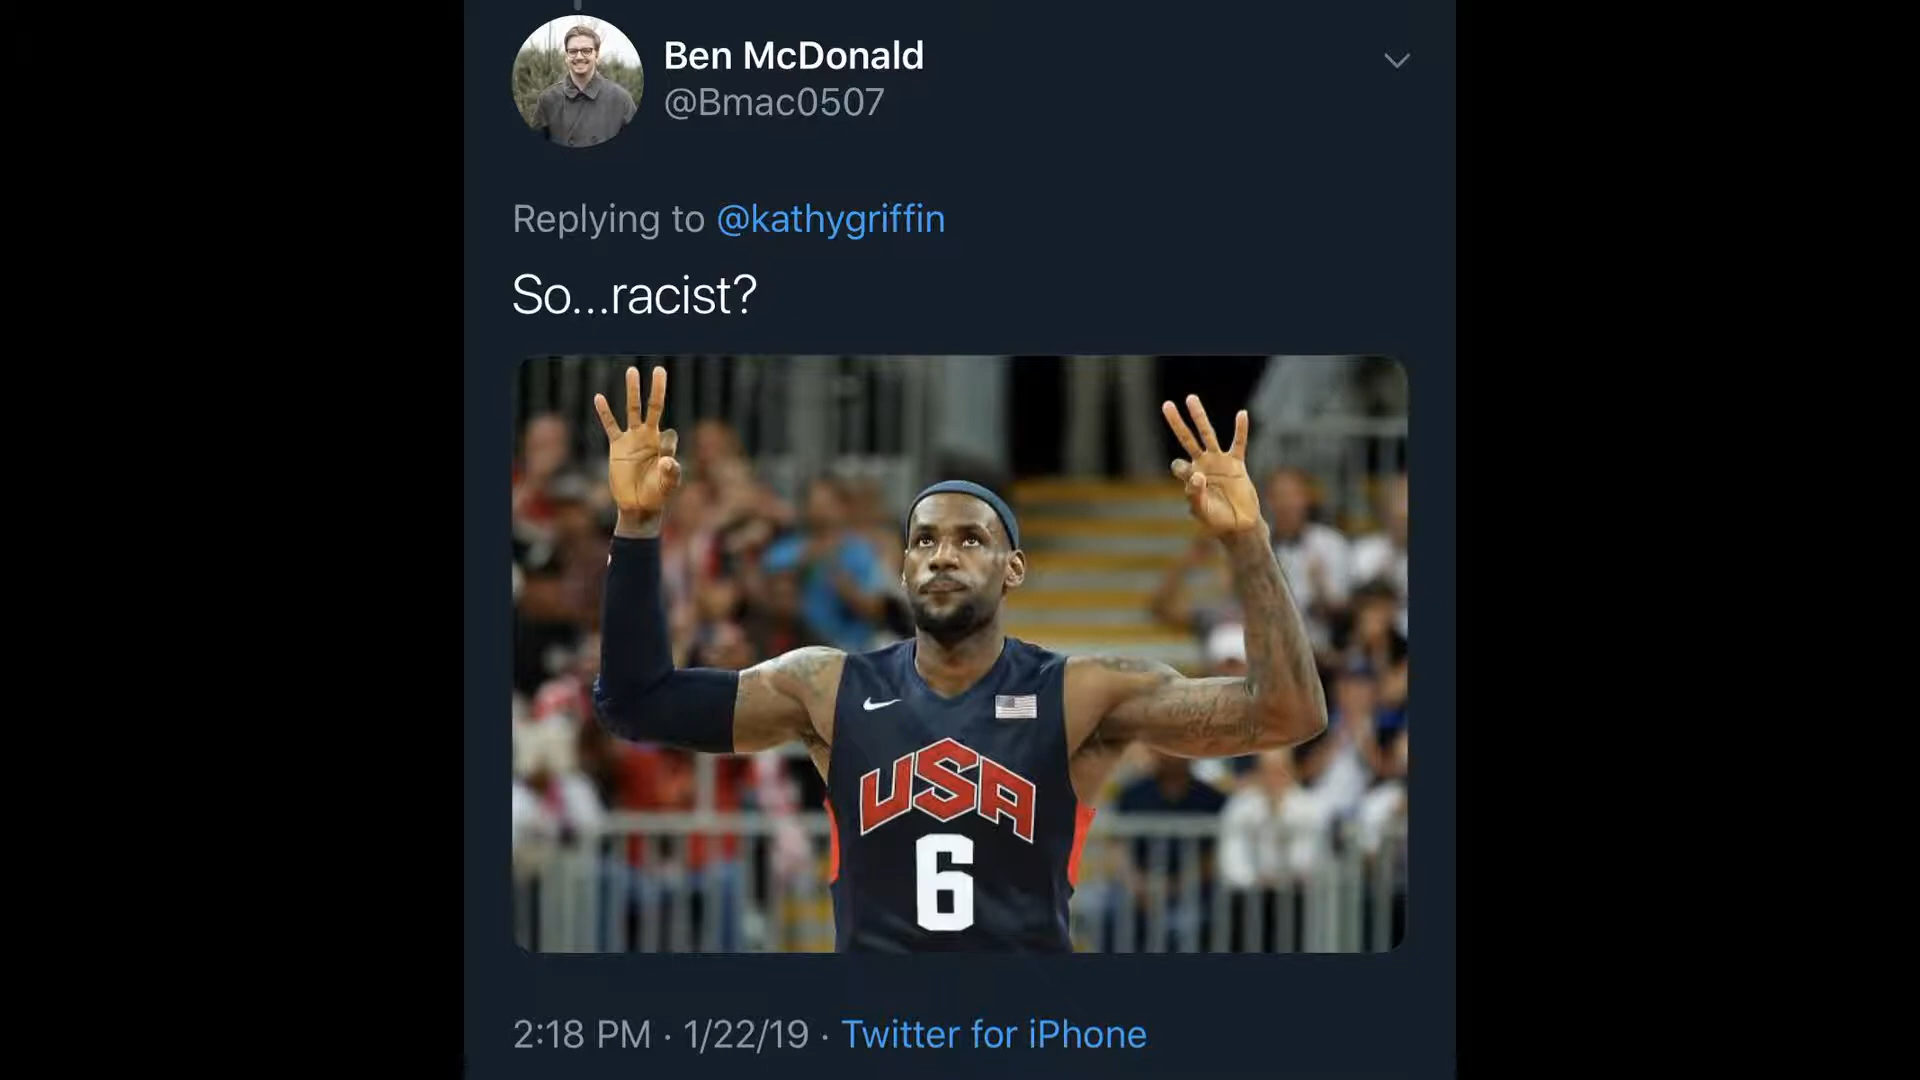 Ben McDonald
@Bmac0507
Replying to @kathygriffin
So...racist?
USA
6
2:18 PM · 1/22/19 · Twitter for iPhone